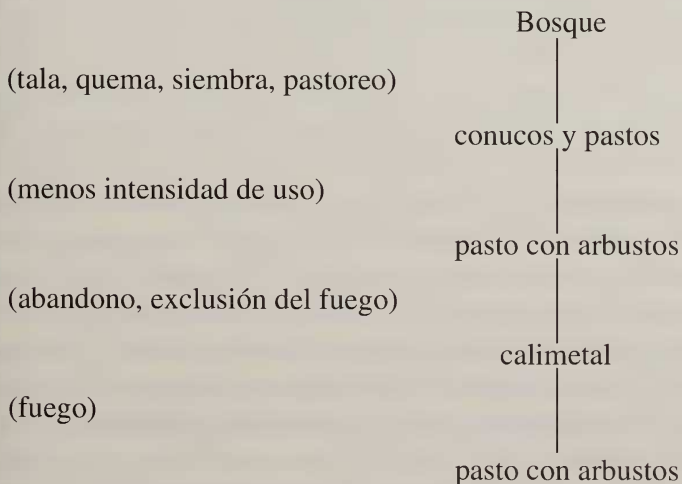 Bosque
(tala, quema, siembra, pastoreo)
conucos y pastos
(menos intensidad de uso)
pasto con arbustos
(abandono, exclusión del fuego)
calimetal
(fuego)
pasto con arbustos